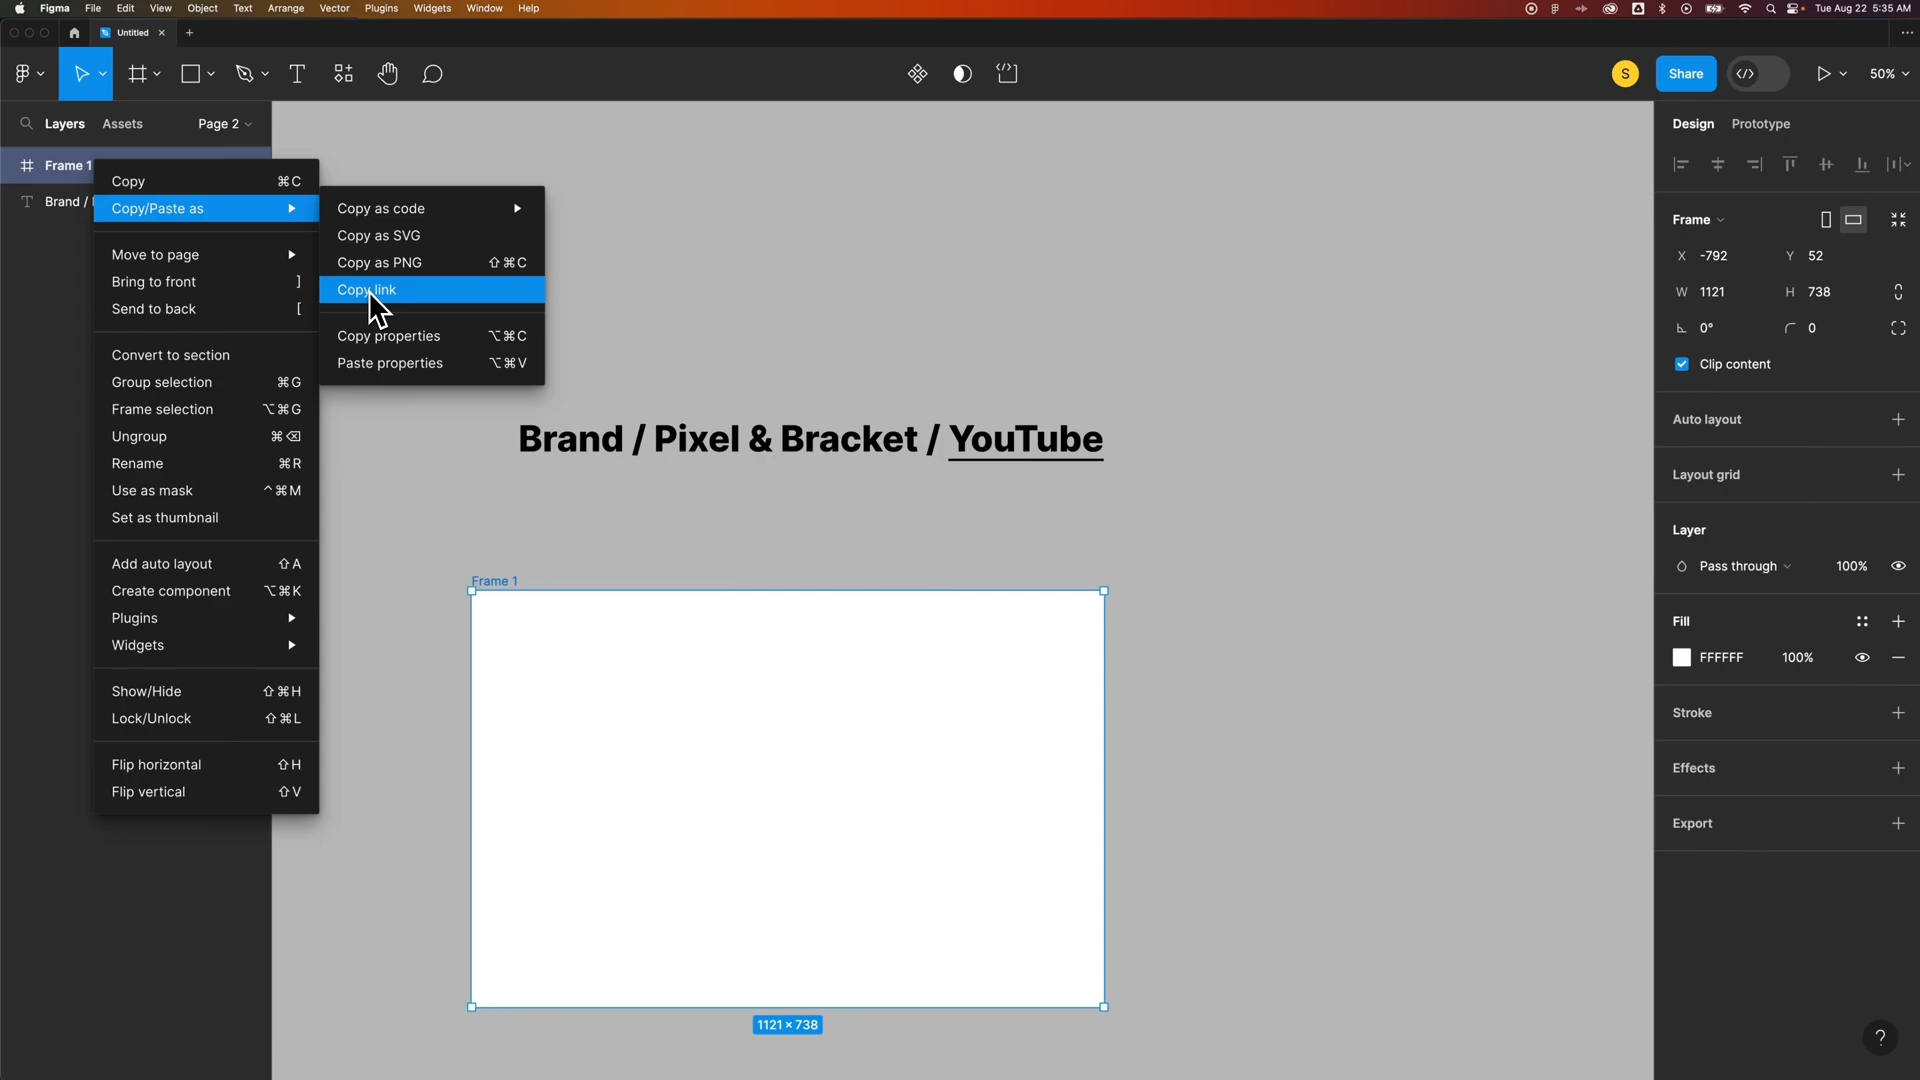 Figma File Edit View Object Text Arrange Vector Plugins Widgets Window Help Tue Aug 22 5:35 AM
Untitled
S Share 50%
Layers Assets Page 2
Design Prototype
Frame 1
Brand /
Copy ⌘C
Copy/Paste as
Move to page
Bring to front ]
Send to back [
Convert to section
Group selection ⌘G
Frame selection ⌥⌘G
Ungroup ⌘⌫
Rename ⌘R
Use as mask ^⌘M
Set as thumbnail
Add auto layout ⇧A
Create component ⌥⌘K
Plugins
Widgets
Show/Hide ⇧⌘H
Lock/Unlock ⇧⌘L
Flip horizontal ⇧H
Flip vertical ⇧V
Copy as code
Copy as SVG
Copy as PNG ⇧⌘C
Copy link
Copy properties ⌥⌘C
Paste properties ⌥⌘V
Brand / Pixel & Bracket / YouTube
Frame 1
1121 × 738
Frame
X -792 Y 52
W 1121 H 738
0° 0
Clip content
Auto layout
Layout grid
Layer
Pass through 100%
Fill
FFFFFF 100%
Stroke
Effects
Export
?